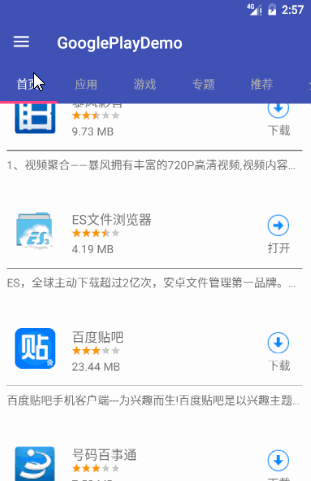 4G 2:57
GooglePlayDemo
首页 应用 游戏 专题 推荐
暴风影音
9.73 MB
下载
1、视频聚合——暴风拥有丰富的720P高清视频,视频内容...
ES文件浏览器
4.19 MB
打开
ES，全球主动下载超过2亿次，安卓文件管理第一品牌。...
贴
百度贴吧
23.44 MB
下载
百度贴吧手机客户端---为兴趣而生!百度贴吧是以兴趣主题...
号码百事通
下载